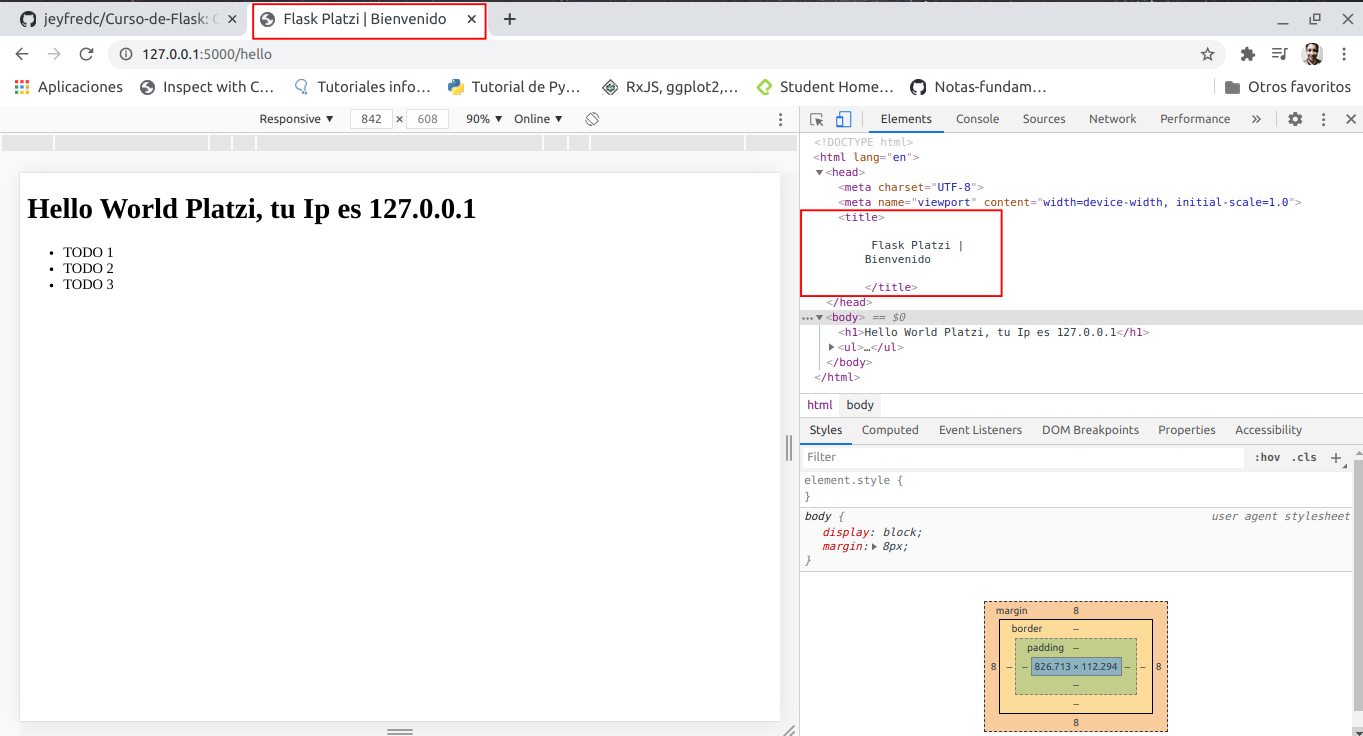 jeyfredc/Curso-de-Flask: C
Flask Platzi | Bienvenido
127.0.0.1:5000/hello
Aplicaciones Inspect with C... Tutoriales info... Tutorial de Py... RxJS, ggplot2,... Student Home... Notas-fundam... Otros favoritos
Responsive ▼ 842 × 608 90% ▼ Online ▼
Hello World Platzi, tu Ip es 127.0.0.1
• TODO 1
• TODO 2
• TODO 3
Elements Console Sources Network Performance »
<!DOCTYPE html>
<html lang="en">
▼<head>
<meta charset="UTF-8">
<meta name="viewport" content="width=device-width, initial-scale=1.0">
<title>
Flask Platzi |
Bienvenido
</title>
</head>
…▼<body> == $0
<h1>Hello World Platzi, tu Ip es 127.0.0.1</h1>
▶<ul>…</ul>
</body>
</html>
html body
Styles Computed Event Listeners DOM Breakpoints Properties Accessibility
Filter :hov .cls +
element.style {
}
body { user agent stylesheet
display: block;
margin:▶ 8px;
}
margin 8
border –
padding –
8 – – 826.713 × 112.294 – – 8
–
–
8